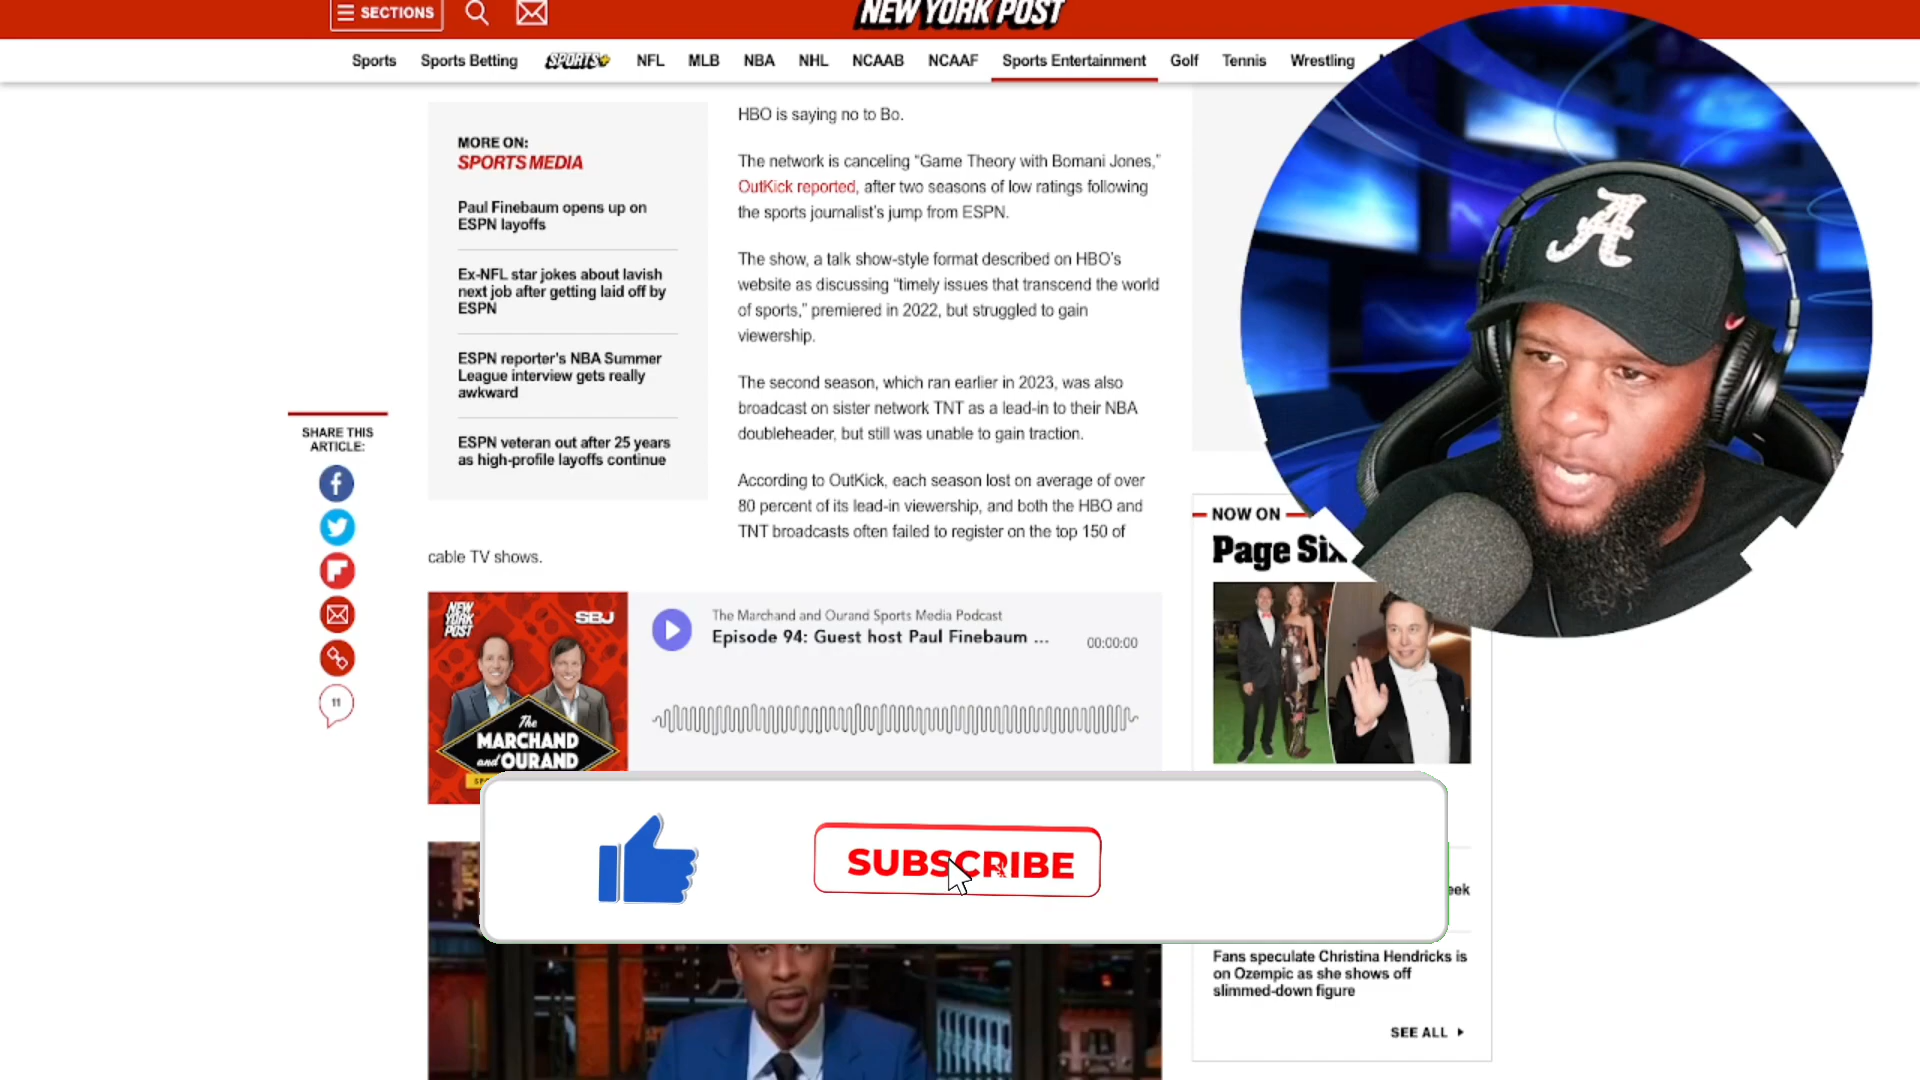 SECTIONS
NEW YORK POST
Sports
Sports Betting
SPORTS+
NFL
MLB
NBA
NHL
NCAAB
NCAAF
Sports Entertainment
Golf
Tennis
Wrestling
MORE ON:
SPORTS MEDIA
Paul Finebaum opens up on
ESPN layoffs
Ex-NFL star jokes about lavish
next job after getting laid off by
ESPN
ESPN reporter's NBA Summer
League interview gets really
awkward
ESPN veteran out after 25 years
as high-profile layoffs continue
HBO is saying no to Bo.
The network is canceling “Game Theory with Bomani Jones,”
OutKick reported, after two seasons of low ratings following
the sports journalist’s jump from ESPN.
The show, a talk show-style format described on HBO’s
website as discussing “timely issues that transcend the world
of sports,” premiered in 2022, but struggled to gain
viewership.
The second season, which ran earlier in 2023, was also
broadcast on sister network TNT as a lead-in to their NBA
doubleheader, but still was unable to gain traction.
According to OutKick, each season lost on average of over
80 percent of its lead-in viewership, and both the HBO and
TNT broadcasts often failed to register on the top 150 of
cable TV shows.
SHARE THIS
ARTICLE:
11
NEW
YORK
POST
SBJ
The
MARCHAND
and OURAND
The Marchand and Ourand Sports Media Podcast
Episode 94: Guest host Paul Finebaum ...
00:00:00
A
NOW ON
Page Six
SUBSCRIBE
eek
Fans speculate Christina Hendricks is
on Ozempic as she shows off
slimmed-down figure
SEE ALL